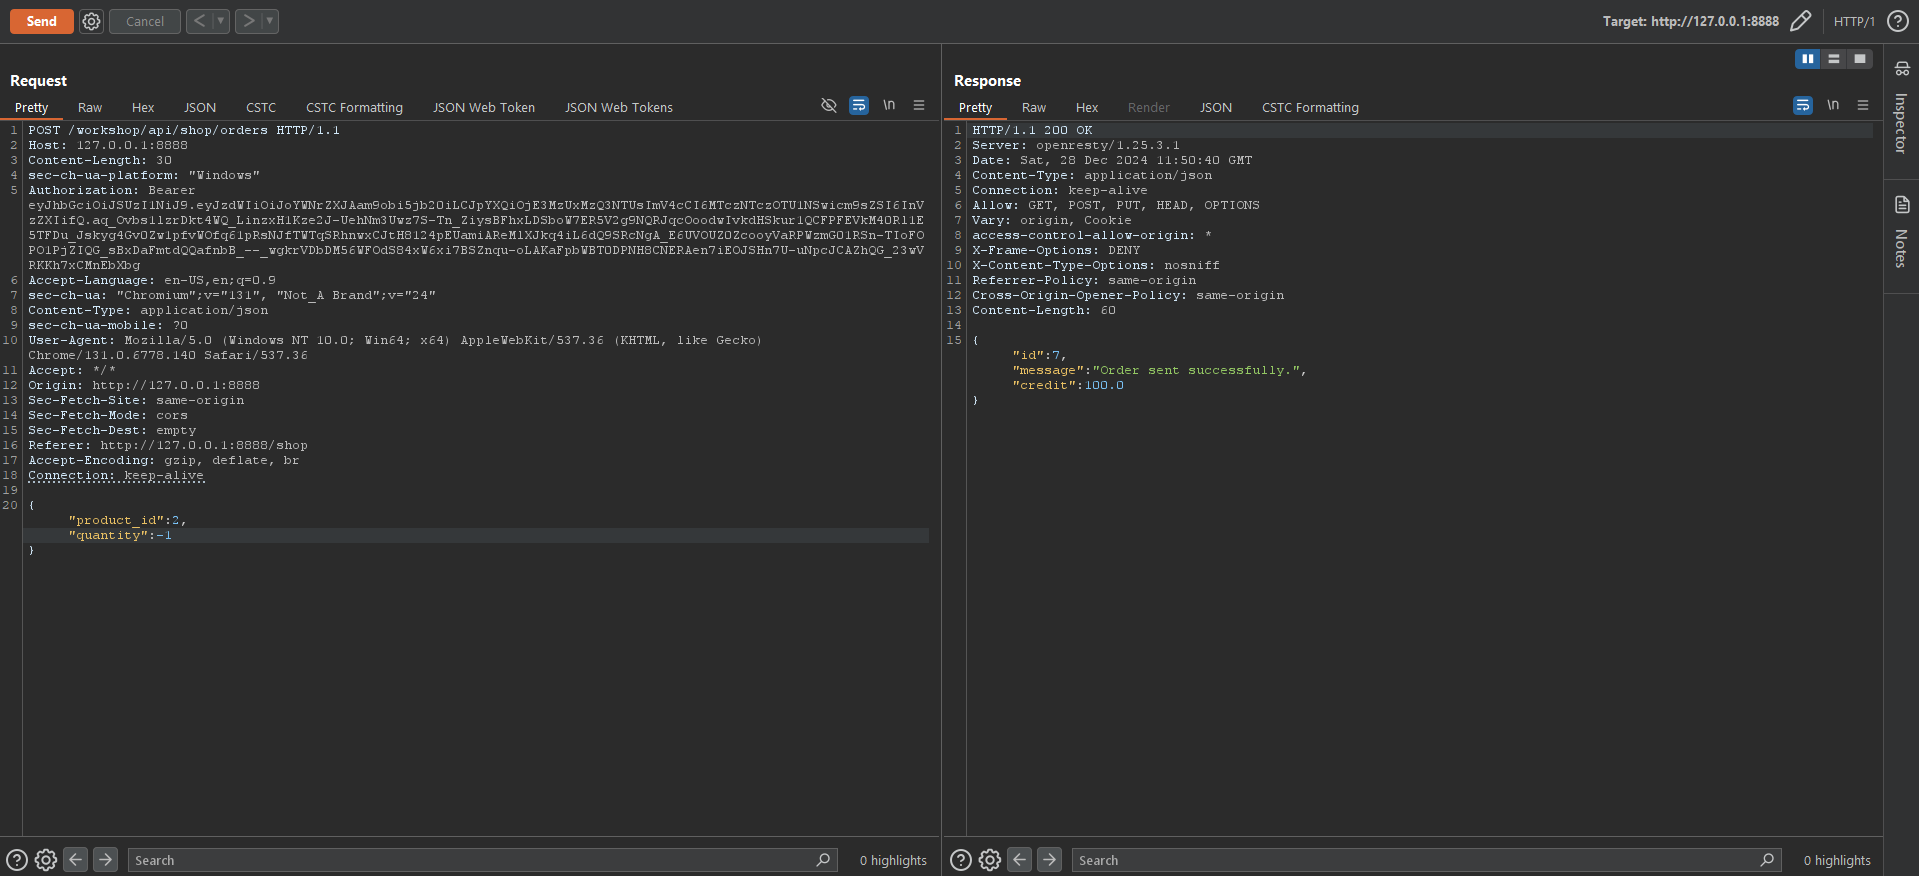 Send
Cancel
Target: http://127.0.0.1:8888
HTTP/1
Request
Pretty Raw Hex JSON CSTC CSTC Formatting JSON Web Token JSON Web Tokens
\n
1 POST /workshop/api/shop/orders HTTP/1.1
2 Host: 127.0.0.1:8888
3 Content-Length: 30
4 sec-ch-ua-platform: "Windows"
5 Authorization: Bearer
6 Accept-Language: en-US,en;q=0.9
7 sec-ch-ua: "Chromium";v="131", "Not_A Brand";v="24"
8 Content-Type: application/json
9 sec-ch-ua-mobile: ?0
10 User-Agent: Mozilla/5.0 (Windows NT 10.0; Win64; x64) AppleWebKit/537.36 (KHTML, like Gecko)
Chrome/131.0.6778.140 Safari/537.36
11 Accept: */*
12 Origin: http://127.0.0.1:8888
13 Sec-Fetch-Site: same-origin
14 Sec-Fetch-Mode: cors
15 Sec-Fetch-Dest: empty
16 Referer: http://127.0.0.1:8888/shop
17 Accept-Encoding: gzip, deflate, br
18 Connection: keep-alive
19
20 {
"product_id":2,
"quantity":-1
}
Search
0 highlights
Response
Pretty Raw Hex Render JSON CSTC Formatting
\n
1 HTTP/1.1 200 OK
2 Server: openresty/1.25.3.1
3 Date: Sat, 28 Dec 2024 11:50:40 GMT
4 Content-Type: application/json
5 Connection: keep-alive
6 Allow: GET, POST, PUT, HEAD, OPTIONS
7 Vary: origin, Cookie
8 access-control-allow-origin: *
9 X-Frame-Options: DENY
10 X-Content-Type-Options: nosniff
11 Referrer-Policy: same-origin
12 Cross-Origin-Opener-Policy: same-origin
13 Content-Length: 60
14
15 {
"id":7,
"message":"Order sent successfully.",
"credit":100.0
}
Search
0 highlights
Inspector
Notes